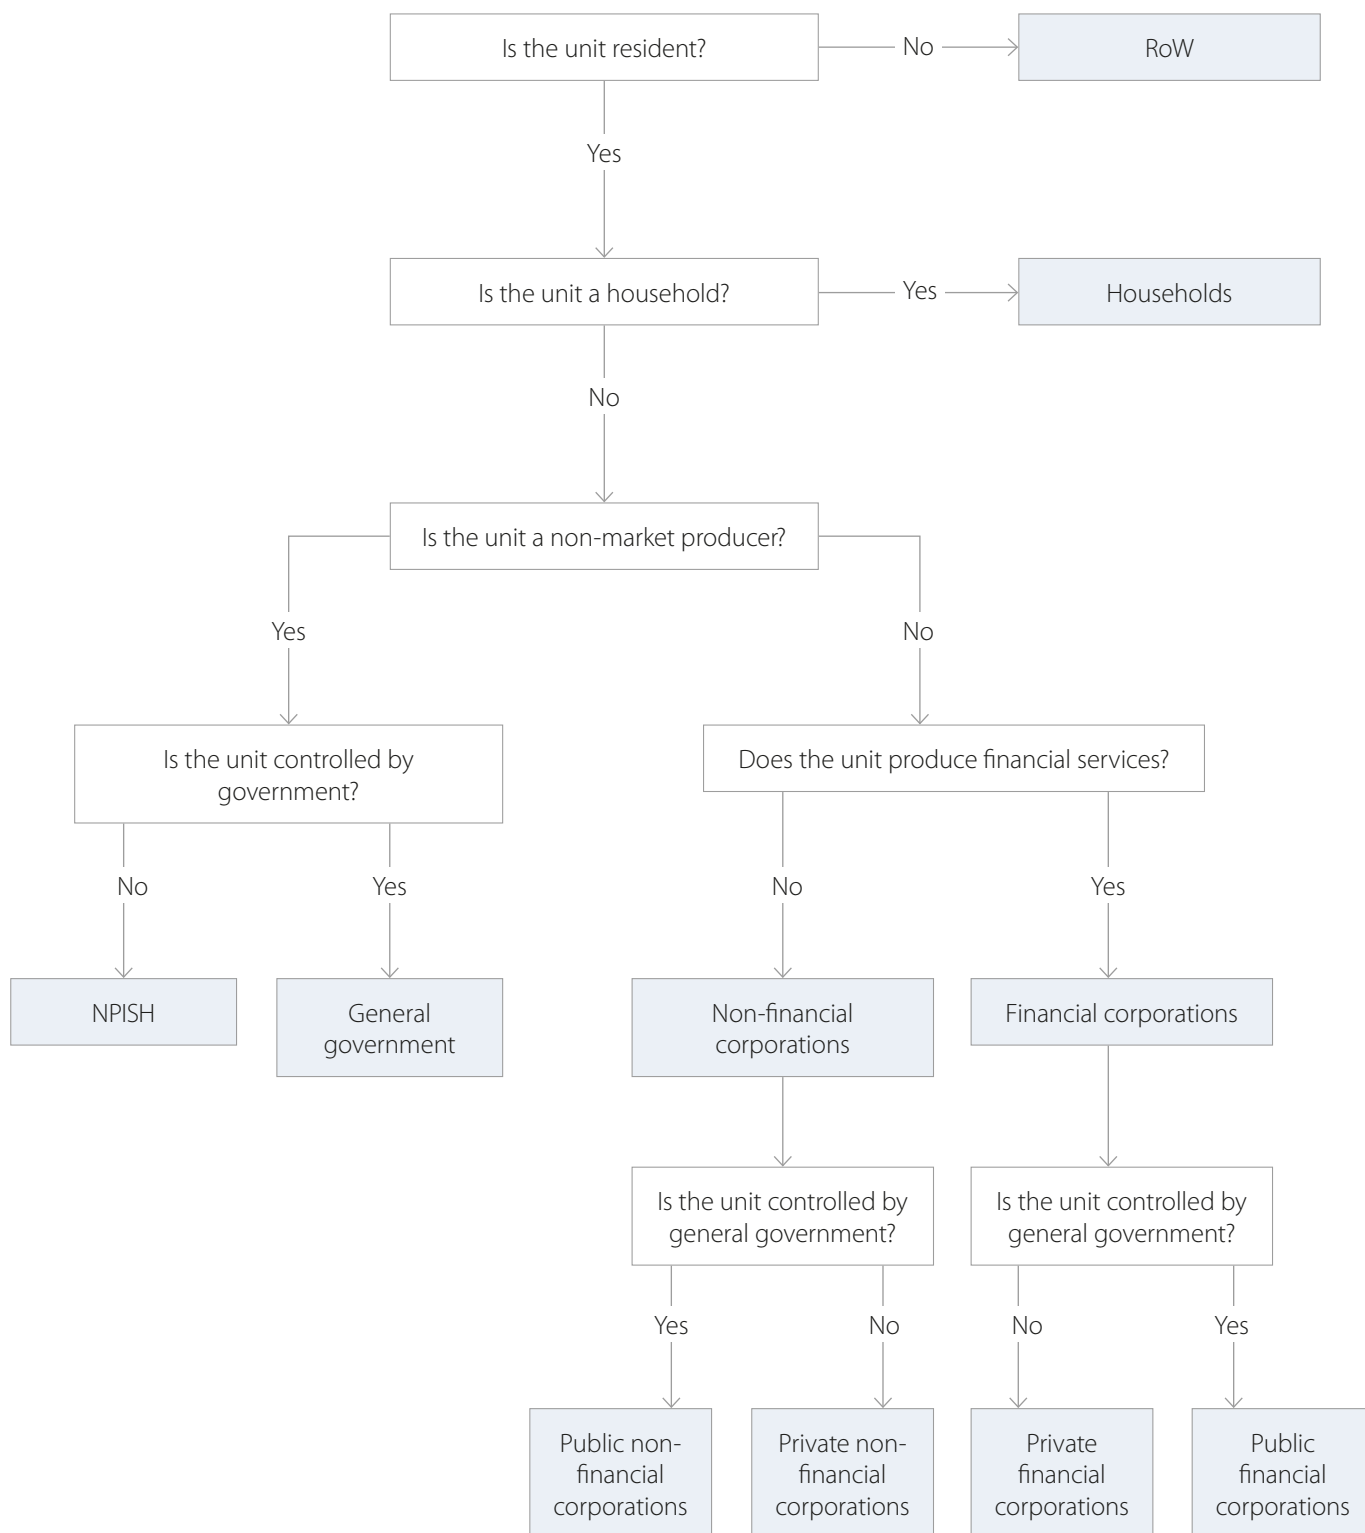 Is the unit resident?
No
RoW
Yes
Is the unit a household?
Yes
Households
No
Is the unit a non-market producer?
Yes
No
Is the unit controlled by
government?
Does the unit produce financial services?
No
Yes
No
Yes
NPISH
General
government
Non-financial
corporations
Financial corporations
Is the unit controlled by
general government?
Is the unit controlled by
general government?
Yes
No
No
Yes
Public non-
financial
corporations
Private non-
financial
corporations
Private
financial
corporations
Public
financial
corporations